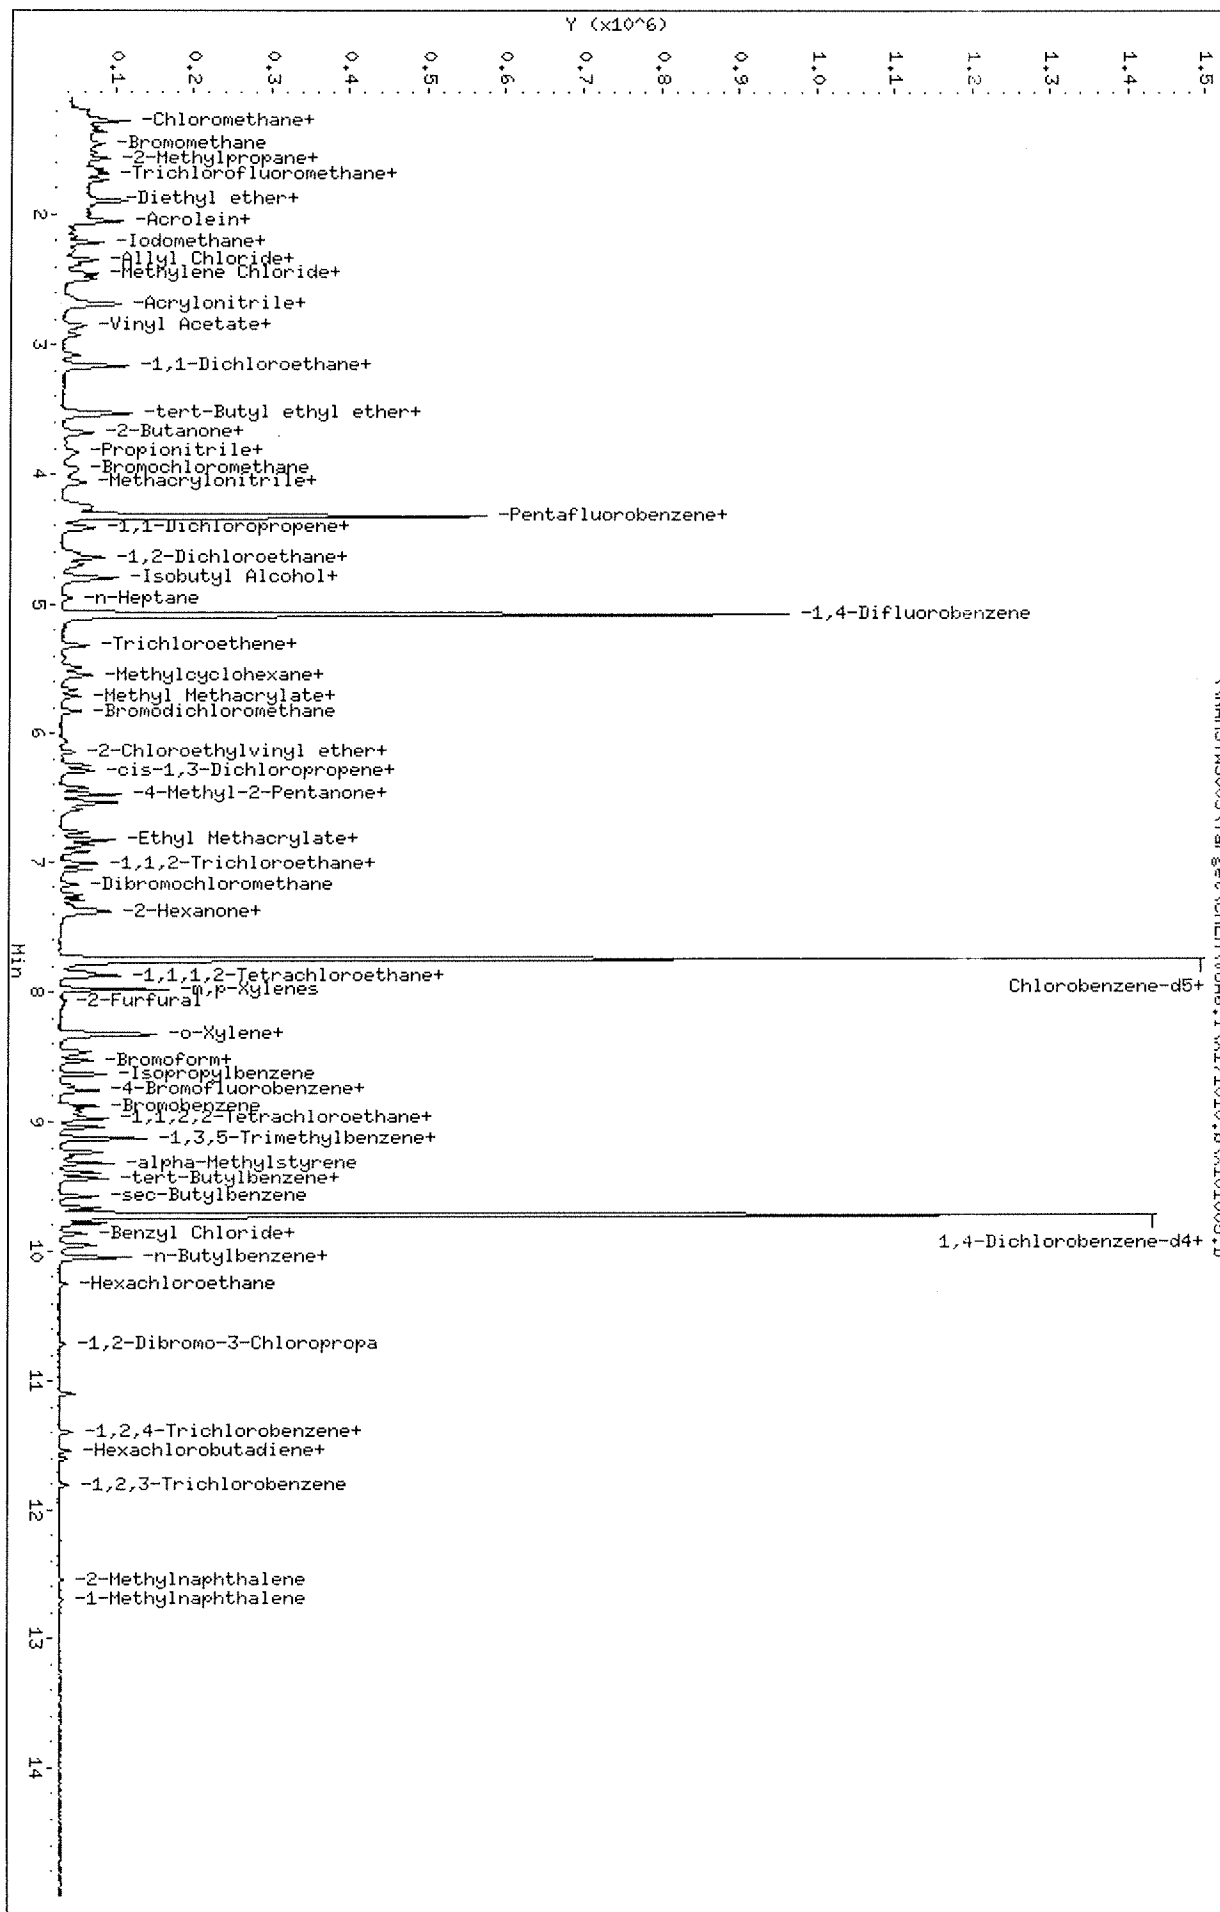 Y (x10^6)
0.1
0.2
0.3
0.4
0.5
0.6
0.7
0.8
0.9
1.0
1.1
1.2
1.3
1.4
1.5
-Chloromethane+
-Bromomethane
-2-Methylpropane+
-Trichlorofluoromethane+
-Diethyl ether+
2
-Acrolein+
-Iodomethane+
-Allyl Chloride+
-Methylene Chloride+
-Acrylonitrile+
-Vinyl Acetate+
3
-1,1-Dichloroethane+
-tert-Butyl ethyl ether+
-2-Butanone+
-Propionitrile+
-Bromochloromethane
4
-Methacrylonitrile+
-Pentafluorobenzene+
-1,1-Dichloropropene+
-1,2-Dichloroethane+
-Isobutyl Alcohol+
-n-Heptane
5
-1,4-Difluorobenzene
-Trichloroethene+
-Methylcyclohexane+
-Methyl Methacrylate+
-Bromodichloromethane
6
-2-Chloroethylvinyl ether+
-cis-1,3-Dichloropropene+
-4-Methyl-2-Pentanone+
-Ethyl Methacrylate+
7
-1,1,2-Trichloroethane+
-Dibromochloromethane
-2-Hexanone+
Min
-1,1,1,2-Tetrachloroethane+
Chlorobenzene-d5+
-m,p-Xylenes
8
-2-Furfural
-o-Xylene+
-Bromoform+
-Isopropylbenzene
-4-Bromofluorobenzene+
-Bromobenzene
-1,1,2,2-Tetrachloroethane+
9
-1,3,5-Trimethylbenzene+
-alpha-Methylstyrene
-tert-Butylbenzene+
-sec-Butylbenzene
-Benzyl Chloride+
1,4-Dichlorobenzene-d4+
10
-n-Butylbenzene+
-Hexachloroethane
-1,2-Dibromo-3-Chloropropa
11
-1,2,4-Trichlorobenzene+
-Hexachlorobutadiene+
-1,2,3-Trichlorobenzene
12
-2-Methylnaphthalene
-1-Methylnaphthalene
13
14